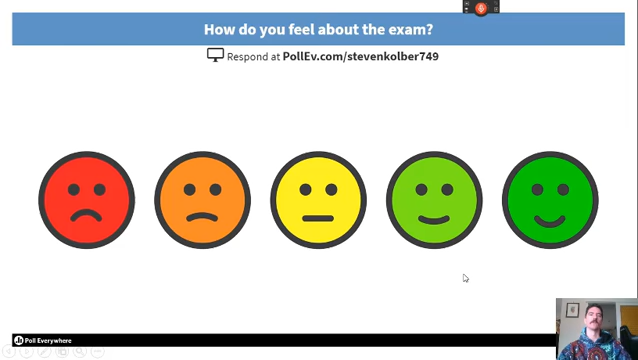 How do you feel about the exam?
Respond at PollEv.com/stevenkolber749
Poll Everywhere